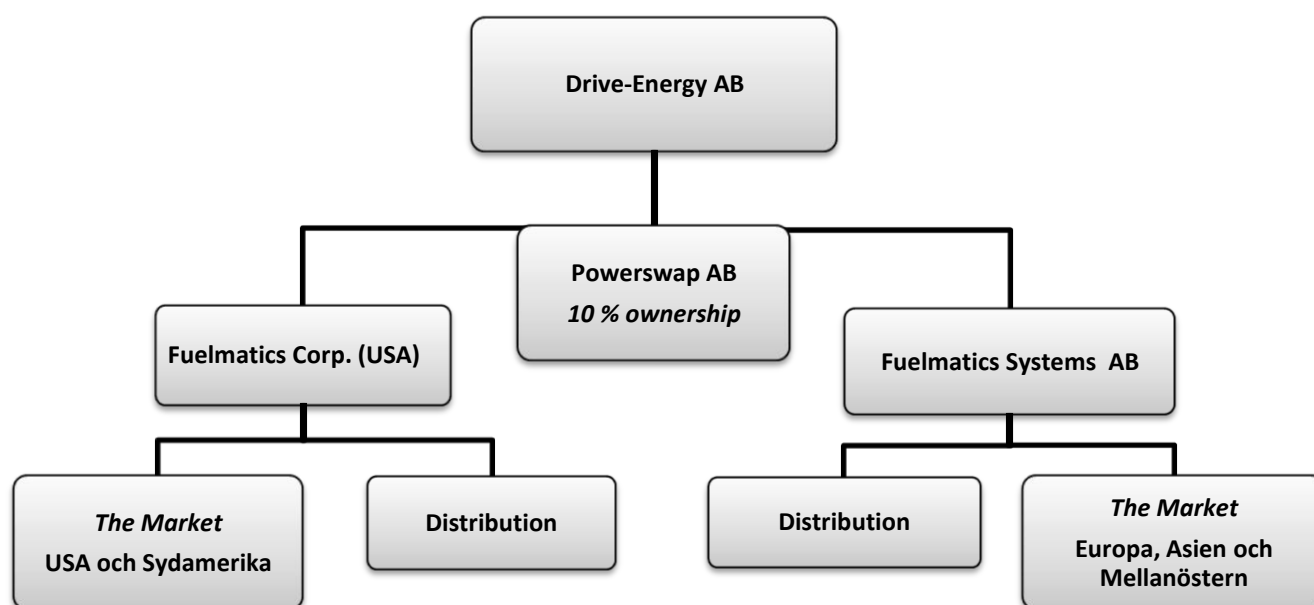 Drive-Energy AB
Powerswap AB
10 % ownership
Fuelmatics Corp. (USA)
Fuelmatics Systems AB
The Market
USA och Sydamerika
Distribution
Distribution
The Market
Europa, Asien och
Mellanöstern